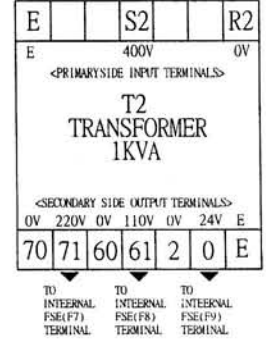 E S2 R2
E 400V 0V
<PRIMARYSIDE INPUT TERMINALS>
T2
TRANSFORMER
1KVA
<SECONDARY SIDE OUTPUT TERMINALS>
0V 220V 0V 110V 0V 24V E
70 71 60 61 2 0 E
TO TO TO
INTEERNAL INTEERNAL INTEERNAL
FSE(F7) FSE(F8) FSE(F9)
TERMINAL TERMINAL TERMINAL